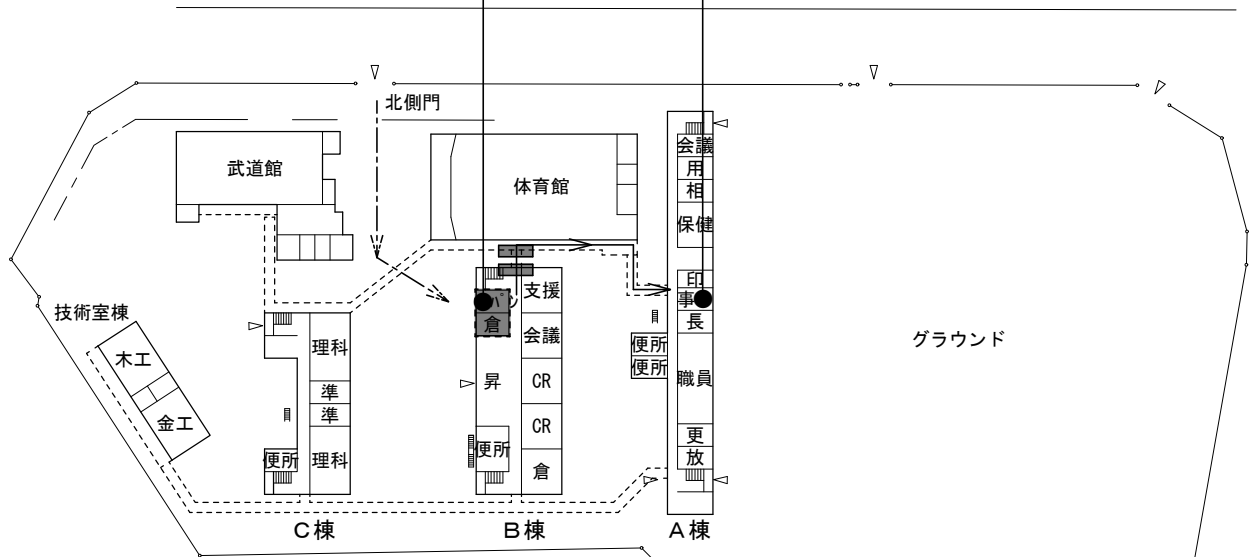 北側門
武道館
体育館
会議
用
相
保健
印
事
長
職員
更
放
便所
便所
技術室棟
木工
金工
理科
準
準
理科
便所
パソ
倉
昇
便所
支援
会議
CR
CR
倉
グラウンド
C棟
B棟
A棟